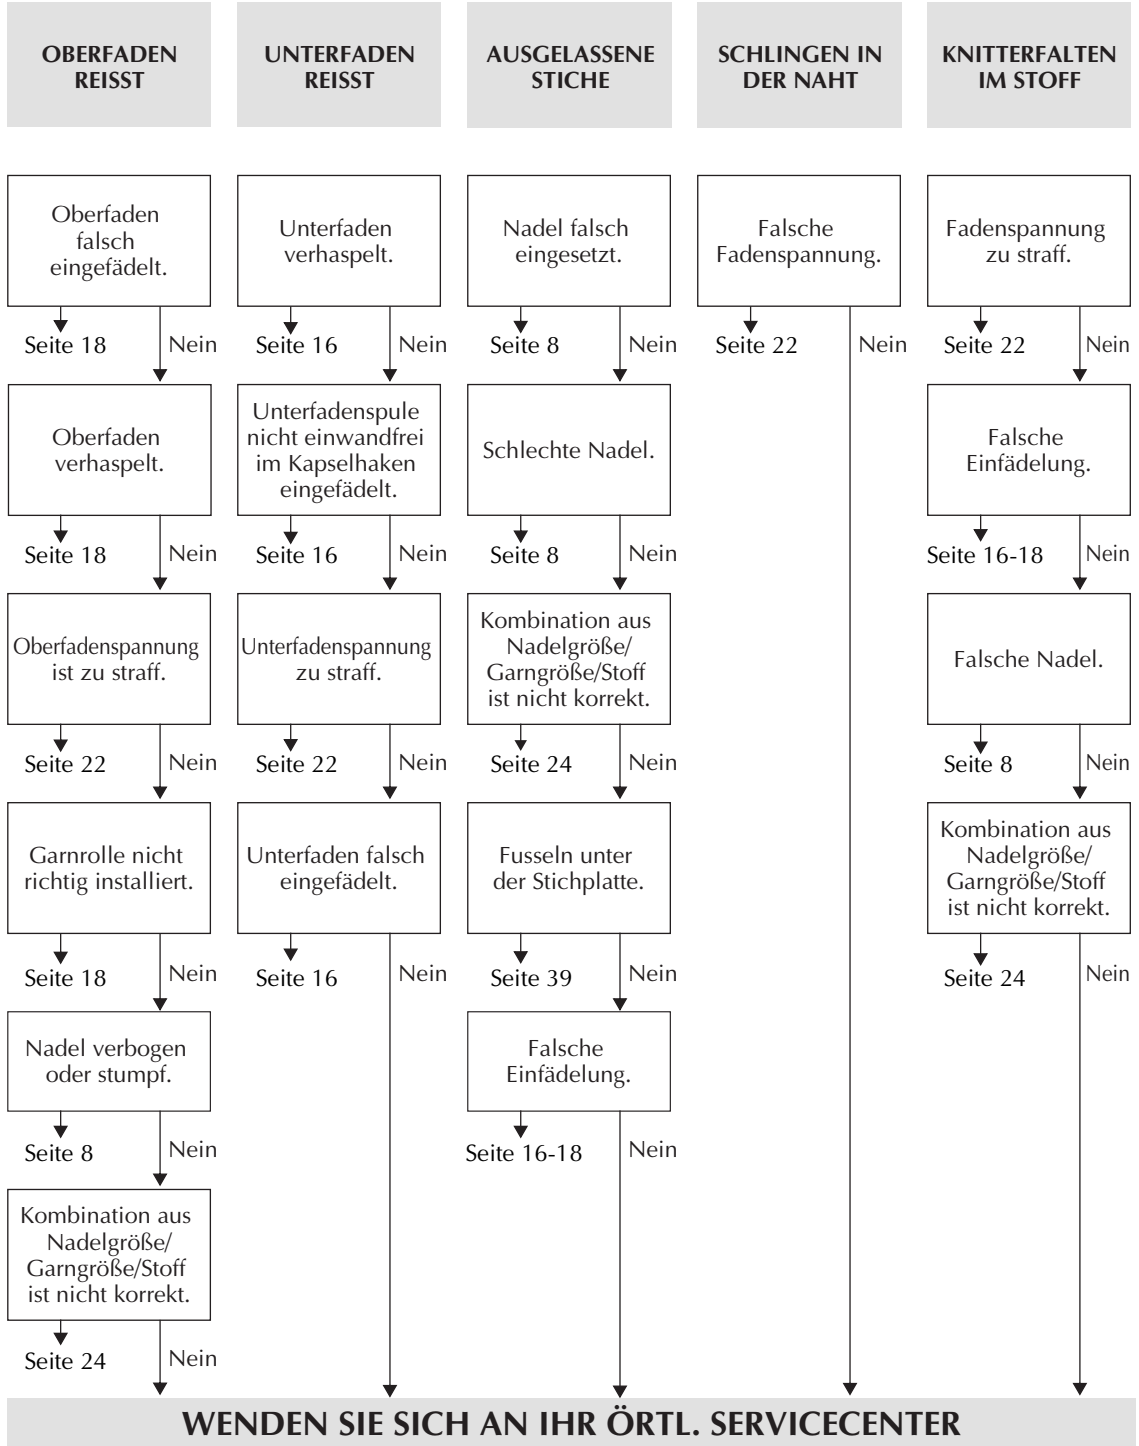 OBERFADEN
REISST
UNTERFADEN
REISST
AUSGELASSENE
STICHE
SCHLINGEN IN
DER NAHT
KNITTERFALTEN
IM STOFF
Oberfaden
falsch
eingefädelt.
Seite 18
Nein
Oberfaden
verhaspelt.
Seite 18
Nein
Oberfadenspannung
ist zu straff.
Seite 22
Nein
Garnrolle nicht
richtig installiert.
Seite 18
Nein
Nadel verbogen
oder stumpf.
Seite 8
Nein
Kombination aus
Nadelgröße/
Garngröße/Stoff
ist nicht korrekt.
Seite 24
Nein
Unterfaden
verhaspelt.
Seite 16
Nein
Unterfadenspule
nicht einwandfrei
im Kapselhaken
eingefädelt.
Seite 16
Nein
Unterfadenspannung
zu straff.
Seite 22
Nein
Unterfaden falsch
eingefädelt.
Seite 16
Nein
Nadel falsch
eingesetzt.
Seite 8
Nein
Schlechte Nadel.
Seite 8
Nein
Kombination aus
Nadelgröße/
Garngröße/Stoff
ist nicht korrekt.
Seite 24
Nein
Fusseln unter
der Stichplatte.
Seite 39
Nein
Falsche
Einfädelung.
Seite 16-18
Nein
Falsche
Fadenspannung.
Seite 22
Nein
Fadenspannung
zu straff.
Seite 22
Nein
Falsche
Einfädelung.
Seite 16-18
Nein
Falsche Nadel.
Seite 8
Nein
Kombination aus
Nadelgröße/
Garngröße/Stoff
ist nicht korrekt.
Seite 24
Nein
WENDEN SIE SICH AN IHR ÖRTL. SERVICECENTER